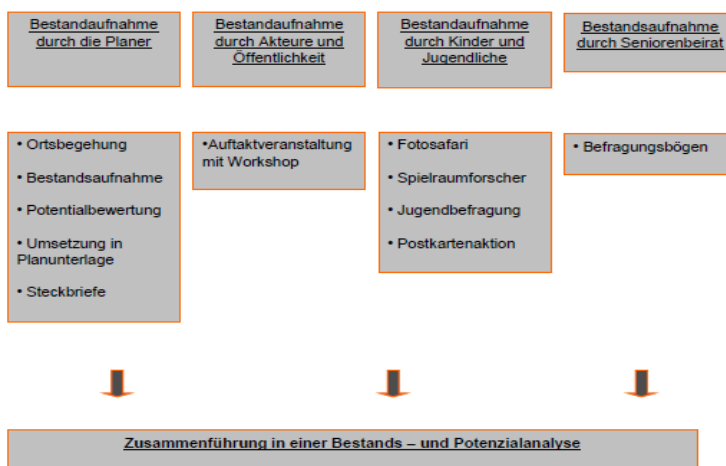 Bestandaufnahme
durch die Planer
Bestandaufnahme
durch Akteure und
Öffentlichkeit
Bestandaufnahme
durch Kinder und
Jugendliche
Bestandsaufnahme
durch Seniorenbeirat
• Ortsbegehung
• Bestandsaufnahme
• Potentialbewertung
• Umsetzung in
Planunterlage
• Steckbriefe
•Auftaktveranstaltung
mit Workshop
• Fotosafari
• Spielraumforscher
• Jugendbefragung
• Postkartenaktion
• Befragungsbögen
Zusammenführung in einer Bestands – und Potenzialanalyse